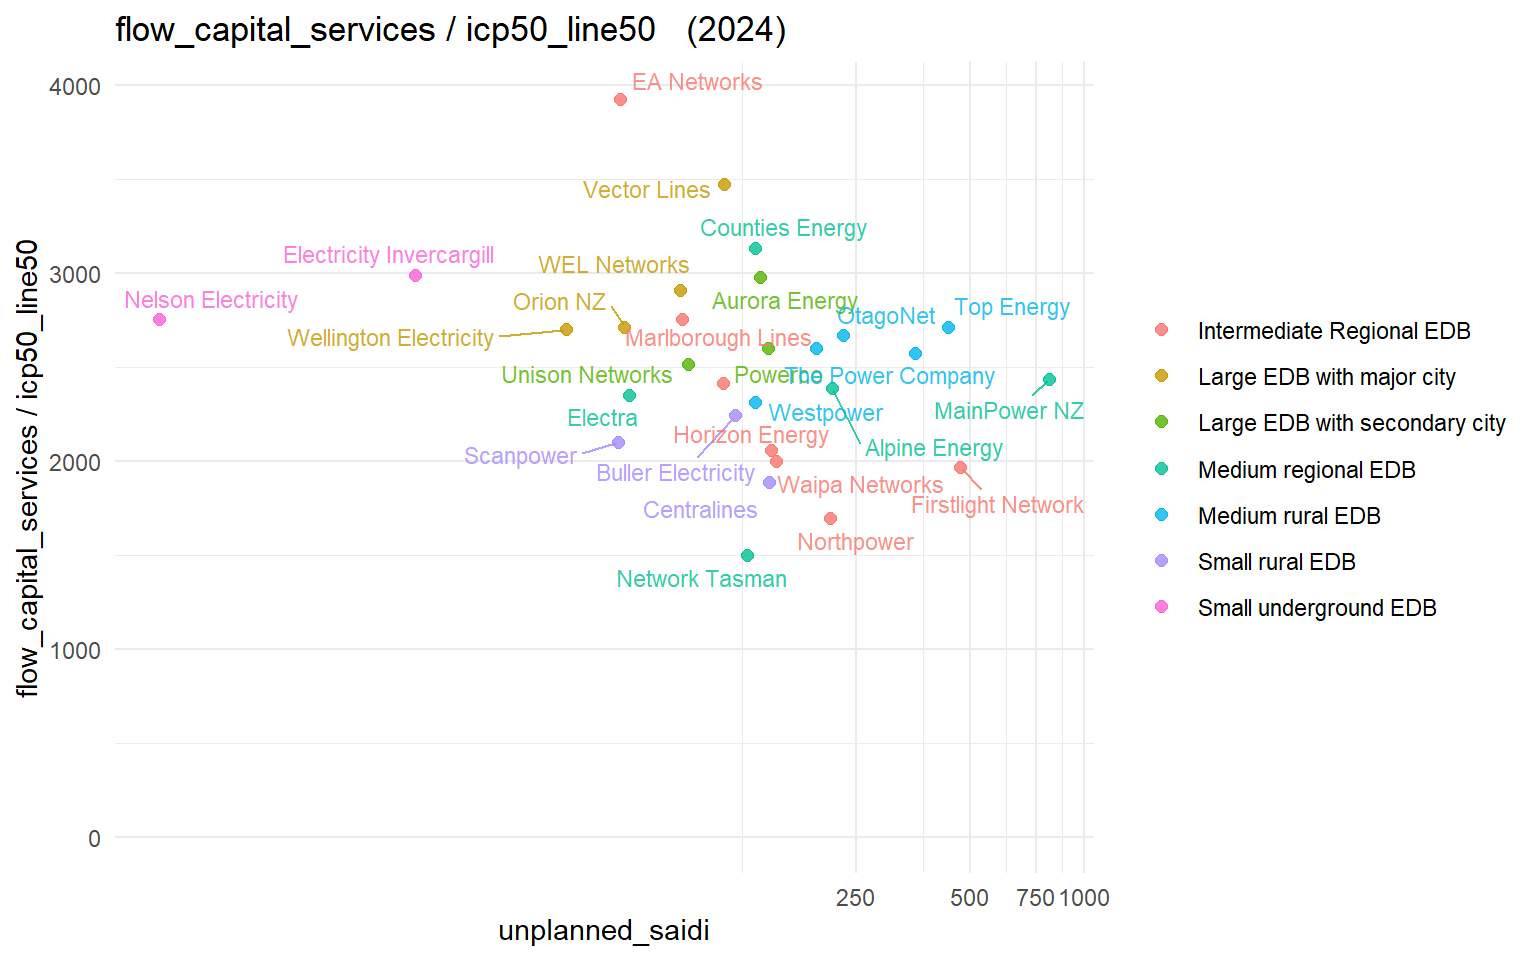 flow_capital_services / icp50_line50 (2024)
flow_capital_services / icp50_line50
4000
3000
2000
1000
0
EA Networks
Vector Lines
Counties Energy
Electricity Invercargill
WEL Networks
Nelson Electricity
Orion NZ
Aurora Energy
Top Energy
OtagoNet
Wellington Electricity
Marlborough Lines
Unison Networks
Powerco
The Power Company
Electra
Westpower
MainPower NZ
Horizon Energy
Scanpower
Alpine Energy
Buller Electricity
Waipa Networks
Firstlight Network
Centralines
Northpower
Network Tasman
250
500
750
1000
unplanned_saidi
Intermediate Regional EDB
Large EDB with major city
Large EDB with secondary city
Medium regional EDB
Medium rural EDB
Small rural EDB
Small underground EDB